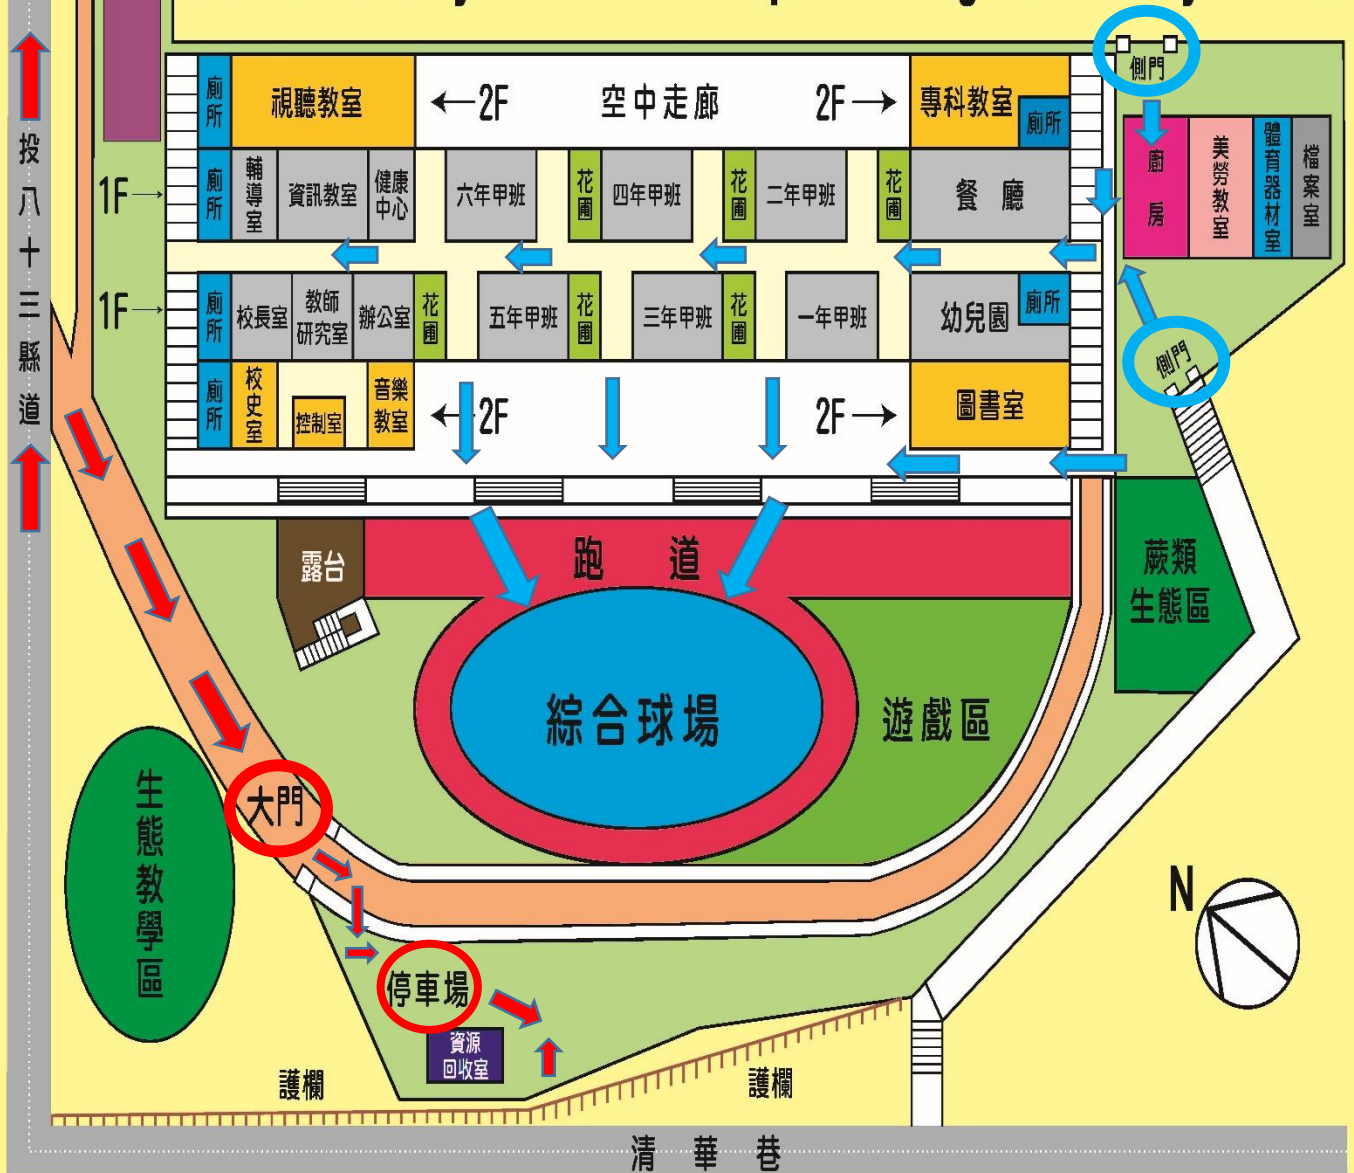 側門
廁所
視聽教室
←2F
空中走廊
2F→
專科教室
廁所
投八十三縣道
1F→
廁所
輔導室
資訊教室
健康
中心
六年甲班
花圃
四年甲班
花圃
二年甲班
花圃
餐廳
廚房
美勞教室
體育器材室
檔案室
1F→
廁所
校長室
教師
研究室
辦公室
花圃
五年甲班
花圃
三年甲班
花圃
一年甲班
幼兒園
廁所
側門
廁所
校史室
控制室
音樂
教室
←2F
2F→
圖書室
露台
跑道
蕨類
生態區
綜合球場
遊戲區
大門
生態教學區
N
停車場
資源
回收室
護欄
護欄
清華巷